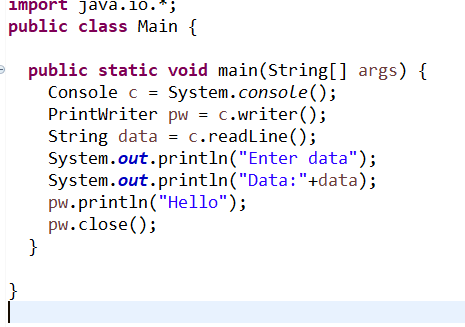 import java.io.*;
public class Main {
public static void main(String[] args) {
Console c = System.console();
PrintWriter pw = c.writer();
String data = c.readLine();
System.out.println("Enter data");
System.out.println("Data:"+data);
pw.println("Hello");
pw.close();
}
}